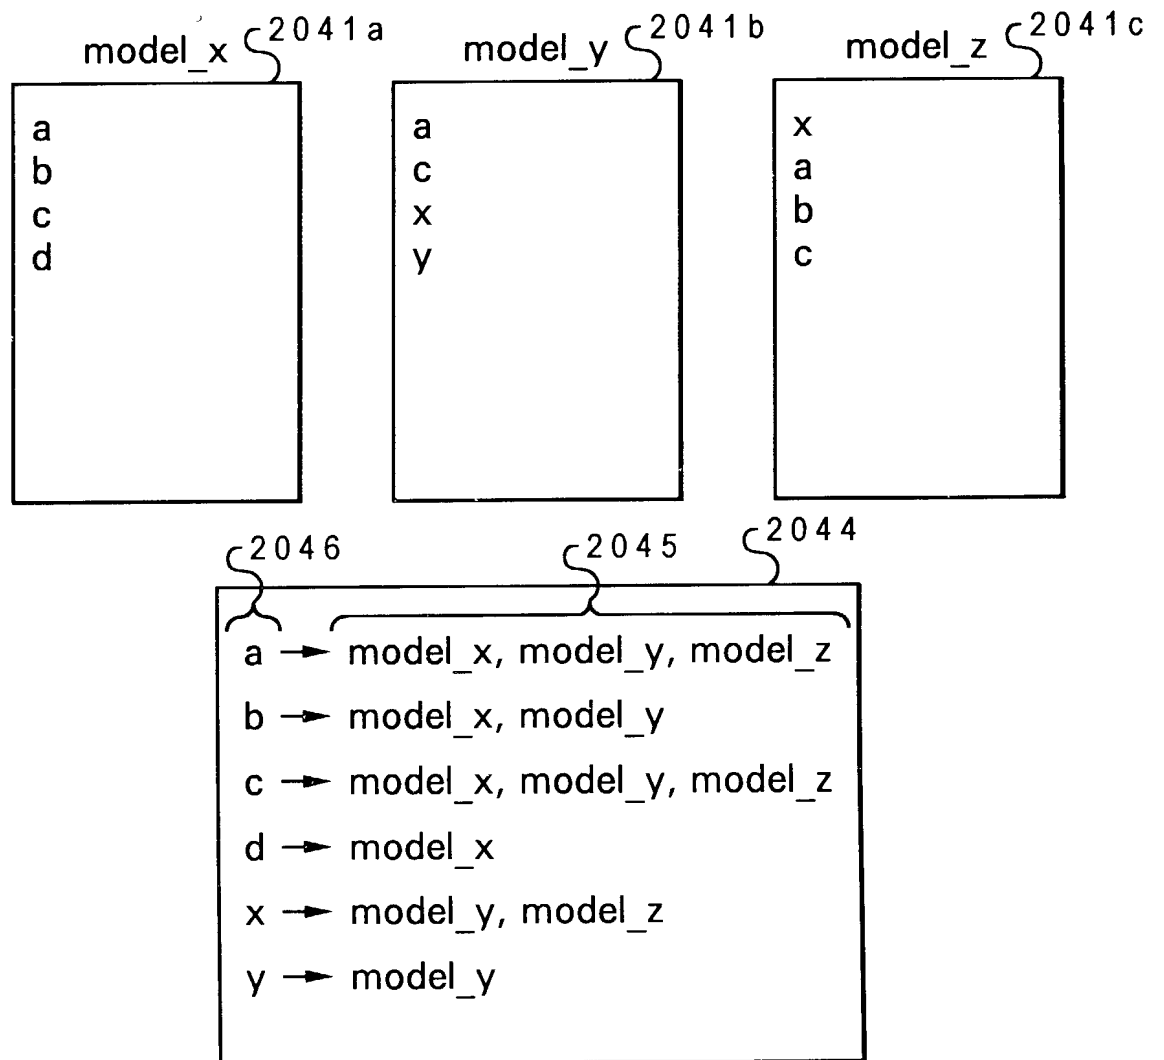 model_x 2041a
model_y 2041b
model_z 2041c
a
b
c
d
a
c
x
y
x
a
b
c
2046
2045
2044
a → model_x, model_y, model_z
b → model_x, model_y
c → model_x, model_y, model_z
d → model_x
x → model_y, model_z
y → model_y